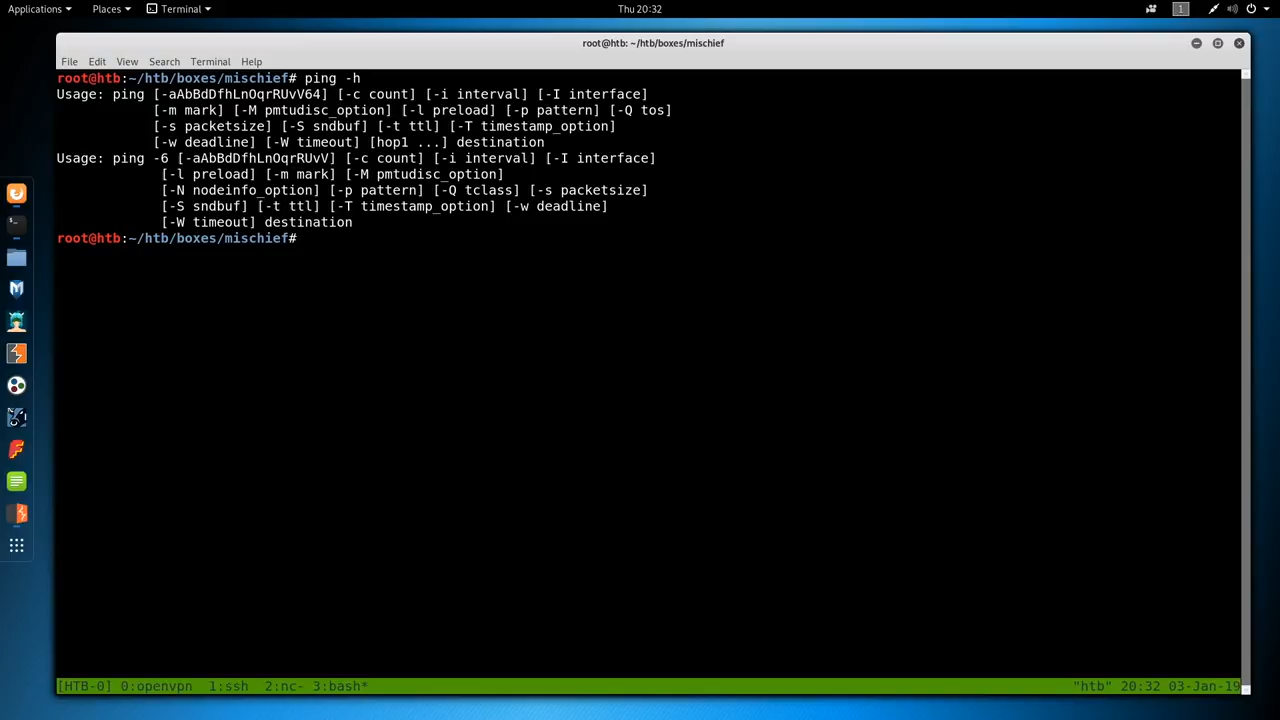 Applications Places Terminal Thu 20:32 1
root@htb: ~/htb/boxes/mischief
File Edit View Search Terminal Help
root@htb:~/htb/boxes/mischief# ping -h
Usage: ping [-aAbBdDfhLnOqrRUvV64] [-c count] [-i interval] [-I interface]
            [-m mark] [-M pmtudisc_option] [-l preload] [-p pattern] [-Q tos]
            [-s packetsize] [-S sndbuf] [-t ttl] [-T timestamp_option]
            [-w deadline] [-W timeout] [hop1 ...] destination
Usage: ping -6 [-aAbBdDfhLnOqrRUvV] [-c count] [-i interval] [-I interface]
             [-l preload] [-m mark] [-M pmtudisc_option]
             [-N nodeinfo_option] [-p pattern] [-Q tclass] [-s packetsize]
             [-S sndbuf] [-t ttl] [-T timestamp_option] [-w deadline]
             [-W timeout] destination
root@htb:~/htb/boxes/mischief#
[HTB-0] 0:openvpn  1:ssh  2:nc- 3:bash* "htb" 20:32 03-Jan-19